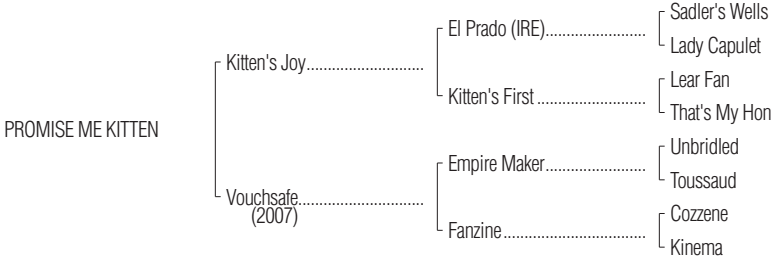 Sadler's Wells
El Prado (IRE)........................
Lady Capulet
Kitten's Joy............................
Lear Fan
Kitten's First..........................
That's My Hon
PROMISE ME KITTEN
Unbridled
Empire Maker........................
Toussaud
Vouchsafe..............................
(2007)
Cozzene
Fanzine..................................
Kinema